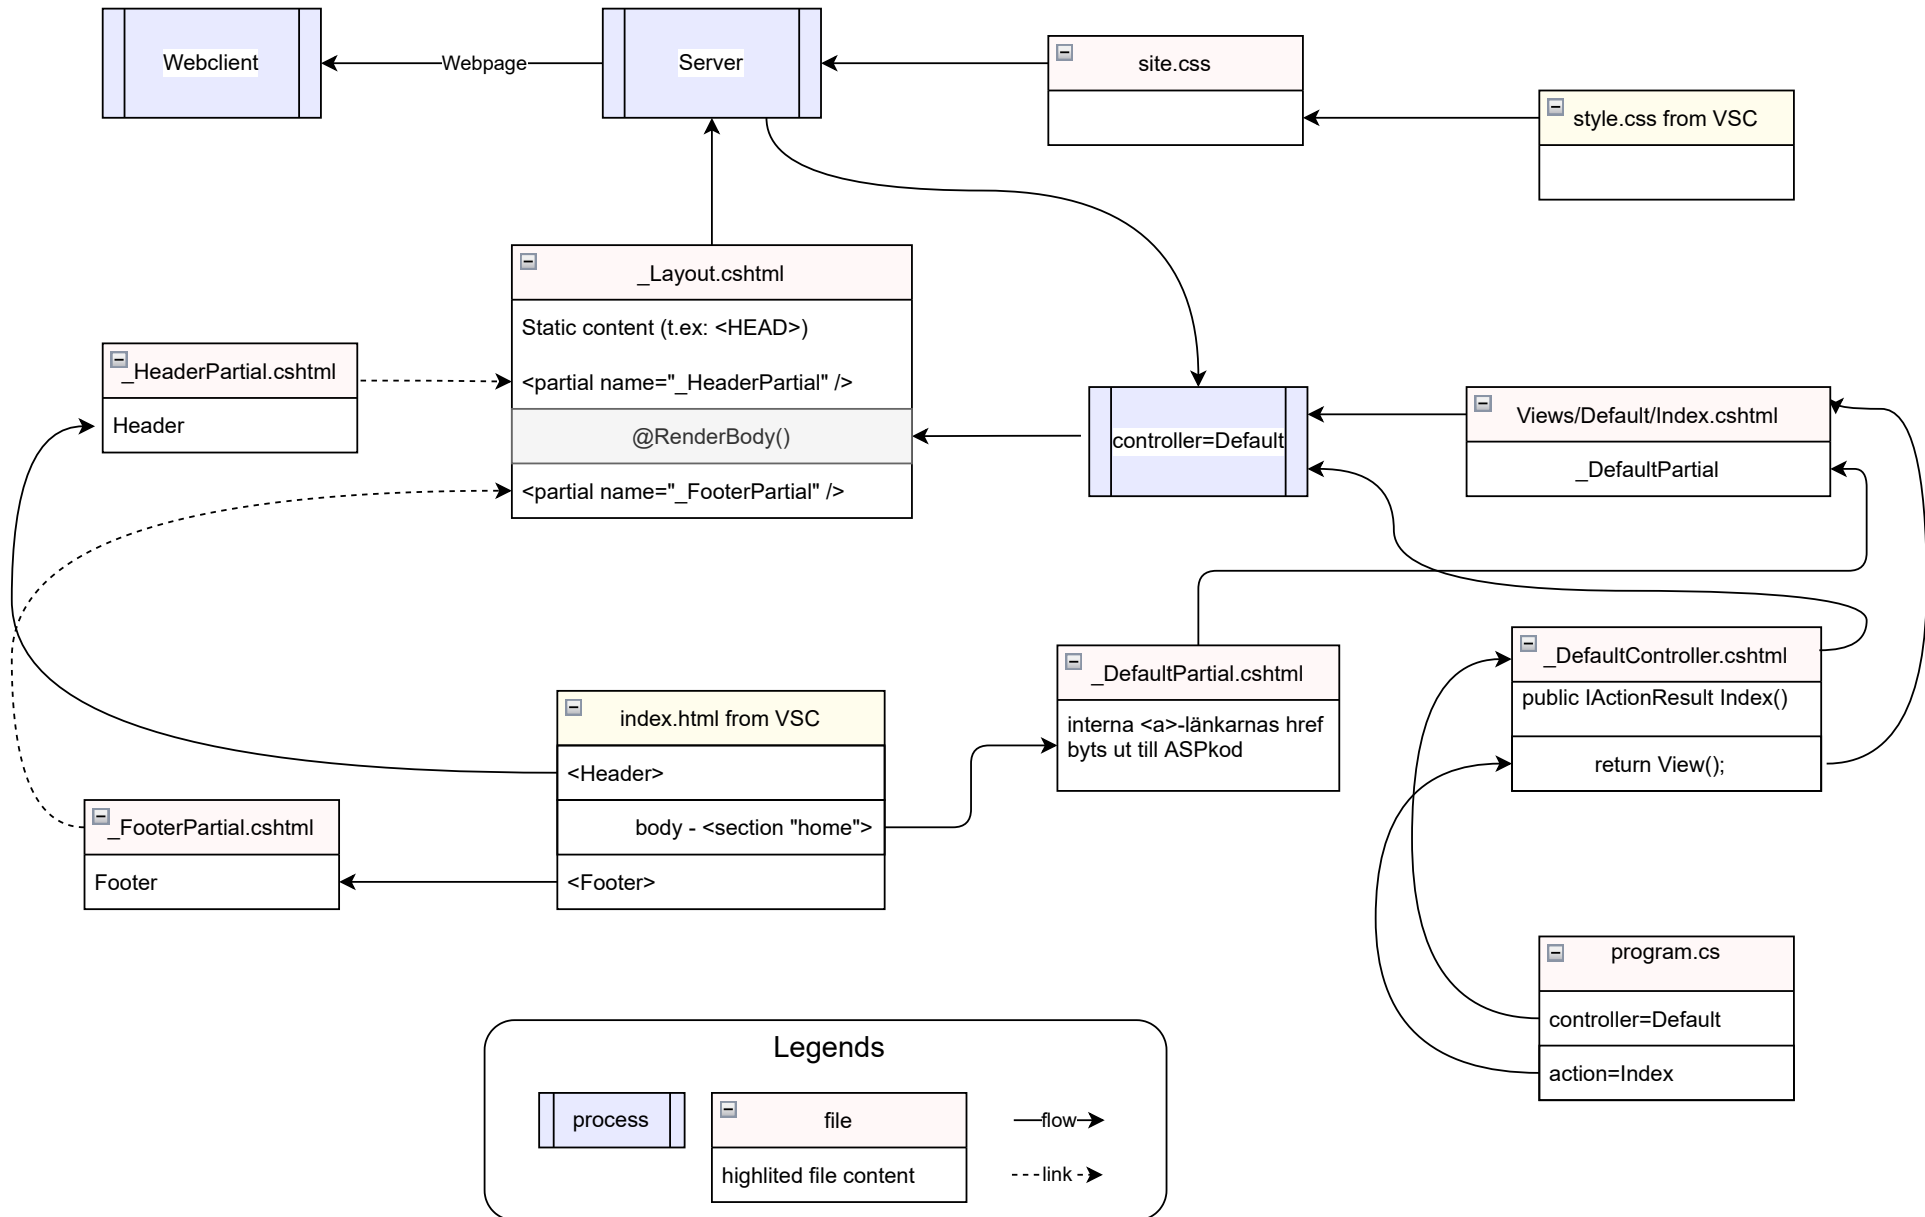 Webclient
Webpage
Server
site.css
style.css from VSC
_Layout.cshtml
Static content (t.ex: <HEAD>)
<partial name="_HeaderPartial" />
@RenderBody()
<partial name="_FooterPartial" />
_HeaderPartial.cshtml
Header
controller=Default
Views/Default/Index.cshtml
_DefaultPartial
_DefaultPartial.cshtml
interna <a>-länkarnas href
byts ut till ASPkod
_DefaultController.cshtml
public IActionResult Index()
return View();
index.html from VSC
<Header>
body - <section "home">
<Footer>
_FooterPartial.cshtml
Footer
program.cs
controller=Default
action=Index
Legends
process
file
highlited file content
flow
link